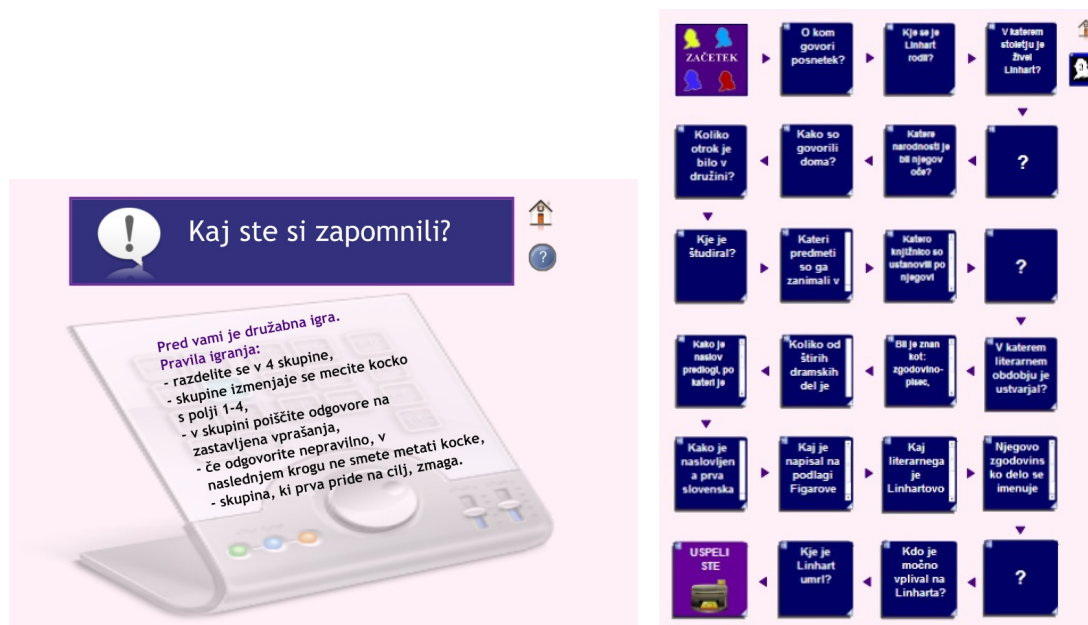 Kaj ste si zapomnili?
Pred vami je družabna igra.
Pravila igranja:
- razdelite se v 4 skupine,
- skupine izmenjaje se mecite kocko
s polji 1-4,
- v skupini poiščite odgovore na
zastavljena vprašanja,
- če odgovorite nepravilno, v
naslednjem krogu ne smete metati kocke,
- skupina, ki prva pride na cilj, zmaga.
ZAČETEK
O kom
govori
posnetek?
Kje se je
Linhart
rodil?
V katerem
stoletju je
živel
Linhart?
?
Katere
narodnosti je
bil njegov
oče?
Kako so
govorili
doma?
Koliko
otrok je
bilo v
družini?
Kje je
študiral?
Kateri
predmeti
so ga
zanimali v
Katero
knjižnico so
ustanovili po
njegovi
?
V katerem
literarnem
obdobju je
ustvarjal?
Bil je znan
kot:
zgodovino-
pisec,
Koliko od
štirih
dramskih
del je
Kako je
naslov
predlogi, po
kateri je
Kako je
naslovljen
a prva
slovenska
Kaj je
napisal na
podlagi
Figarove
Kaj
literarnega
je
Linhartovo
Njegovo
zgodovins
ko delo se
imenuje
?
Kdo je
močno
vplival na
Linharta?
Kje je
Linhart
umrl?
USPELI
STE